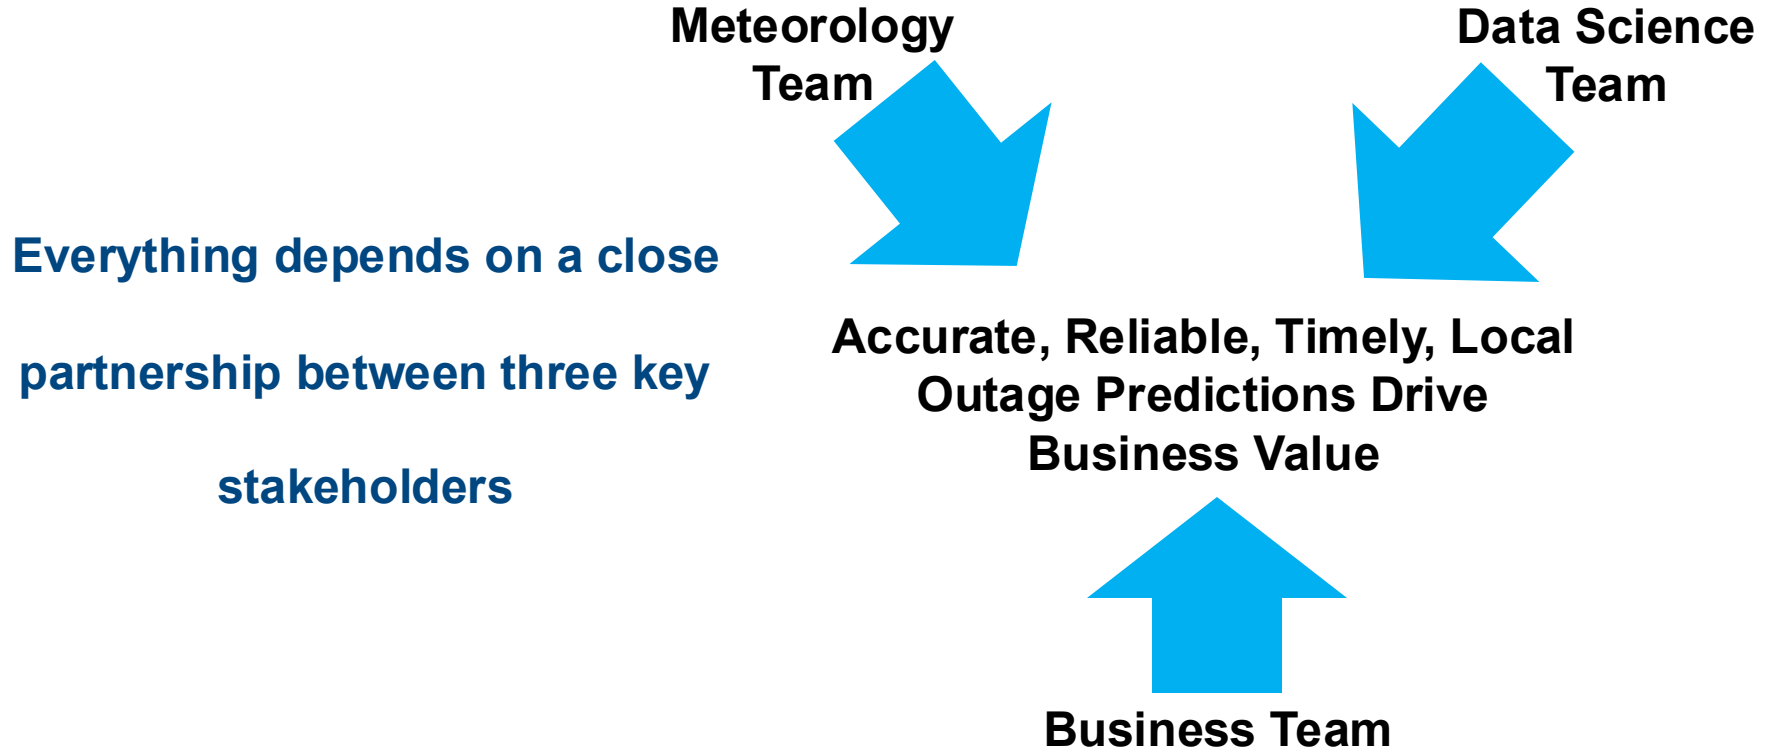 Meteorology
Team
Data Science
Team
Everything depends on a close
partnership between three key
stakeholders
Accurate, Reliable, Timely, Local
Outage Predictions Drive
Business Value
Business Team